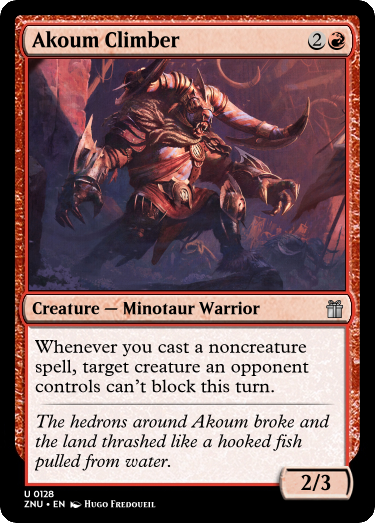 Akoum Climber 2
Creature — Minotaur Warrior
Whenever you cast a noncreature
spell, target creature an opponent
controls can't block this turn.
The hedrons around Akoum broke and
the land thrashed like a hooked fish
pulled from water.
2/3
U 0128
ZNU • EN Hugo Fredoueil